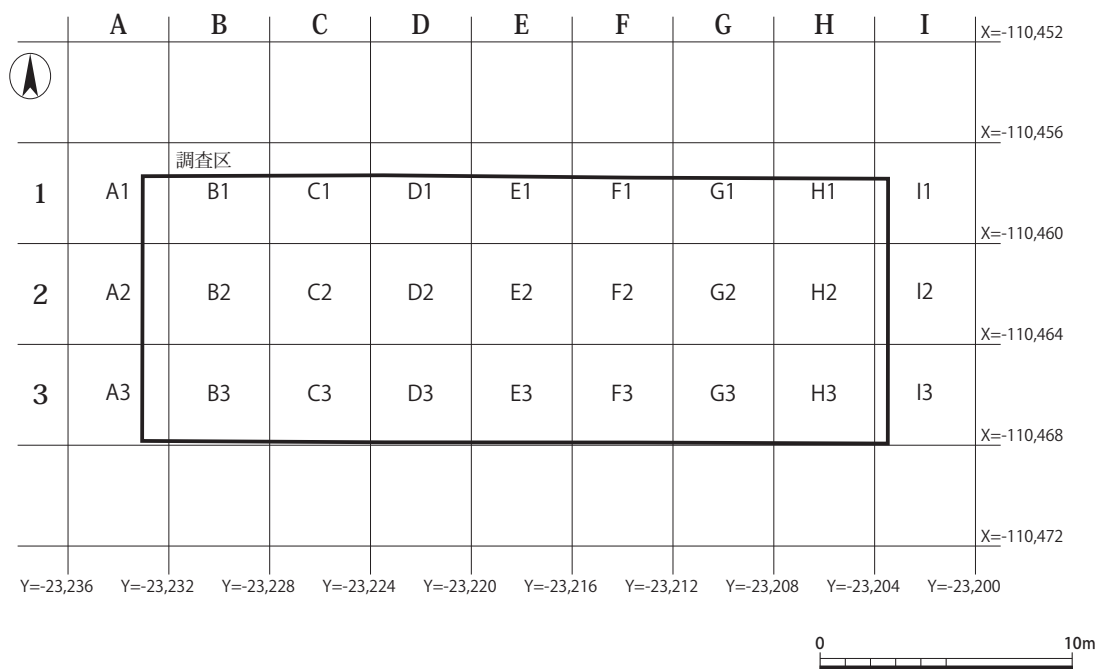 A B C D E F G H I
X=-110,452
X=-110,456
調査区
1 A1 B1 C1 D1 E1 F1 G1 H1 I1
X=-110,460
2 A2 B2 C2 D2 E2 F2 G2 H2 I2
X=-110,464
3 A3 B3 C3 D3 E3 F3 G3 H3 I3
X=-110,468
X=-110,472
Y=-23,236 Y=-23,232 Y=-23,228 Y=-23,224 Y=-23,220 Y=-23,216 Y=-23,212 Y=-23,208 Y=-23,204 Y=-23,200
0 10m